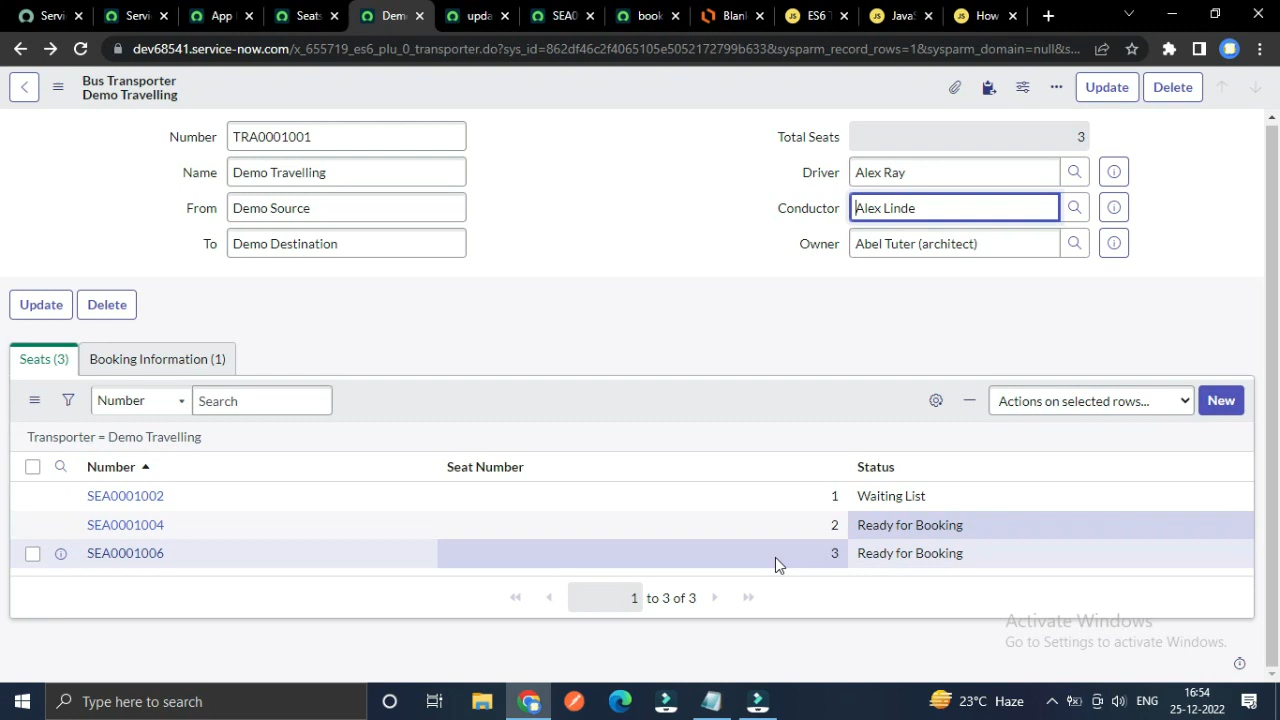 Servi
Servi
App
Seats
Dem
upda
SEA0
book
Blan
ES6 T
JavaS
How
dev68541.service-now.com/x_655719_es6_plu_0_transporter.do?sys_id=862df46c2f4065105e5052172799b633&sysparm_record_rows=1&sysparm_domain=null&s...
Bus Transporter
Demo Travelling
Update
Delete
Number TRA0001001
Total Seats 3
Name Demo Travelling
Driver Alex Ray
From Demo Source
Conductor Alex Linde
To Demo Destination
Owner Abel Tuter (architect)
Update Delete
Seats (3) Booking Information (1)
Number Search
Actions on selected rows... New
Transporter = Demo Travelling
Number Seat Number Status
SEA0001002 1 Waiting List
SEA0001004 2 Ready for Booking
SEA0001006 3 Ready for Booking
1 to 3 of 3
Activate Windows
Go to Settings to activate Windows.
Type here to search
23°C Haze
ENG
16:54
25-12-2022